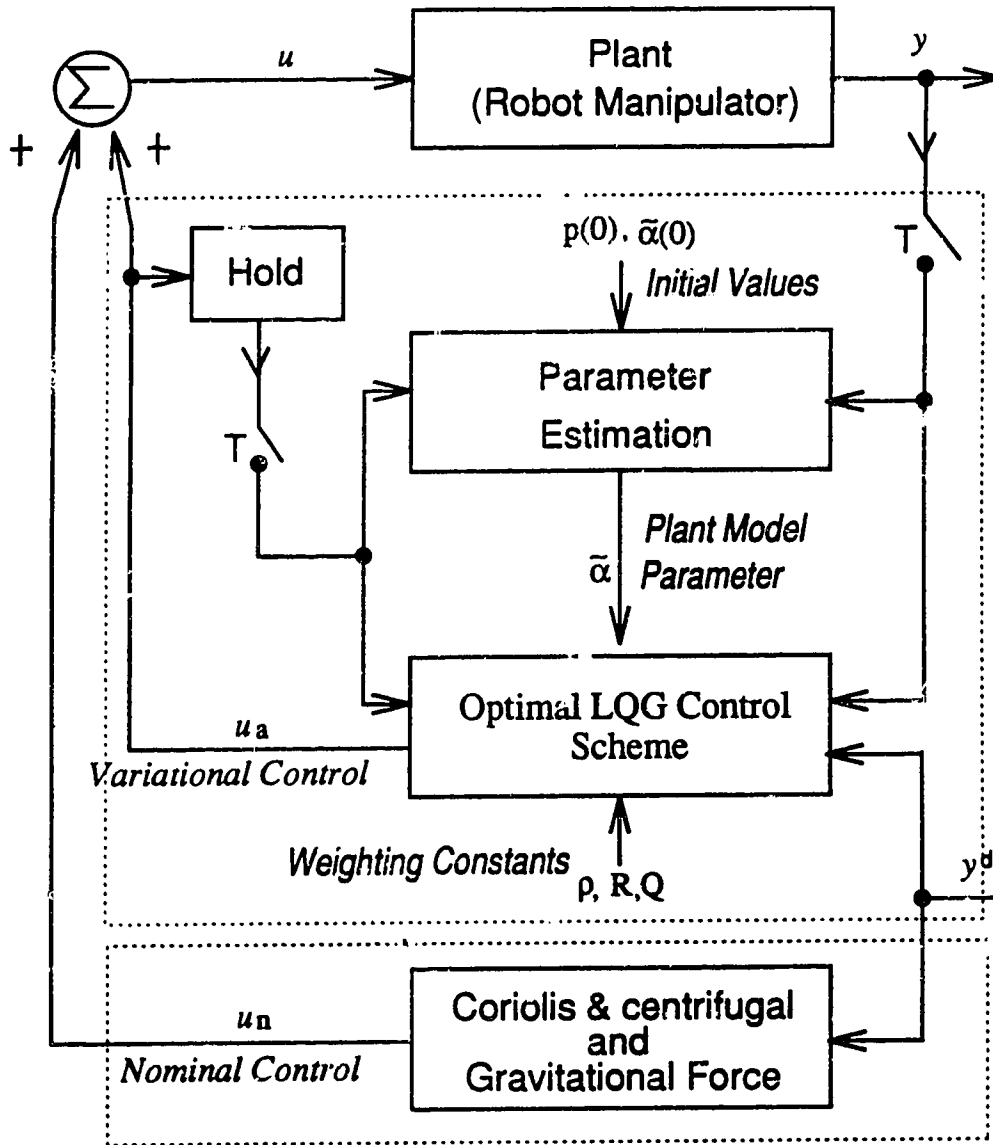 u
Plant
(Robot Manipulator)
y
Σ
+ +
p(0), α̃(0)
T
Hold
Initial Values
Parameter
Estimation
T
Plant Model
α̃ Parameter
Optimal LQG Control
Scheme
ua
Variational Control
Weighting Constants
ρ, R,Q
yd
Coriolis & centrifugal
and
Gravitational Force
un
Nominal Control